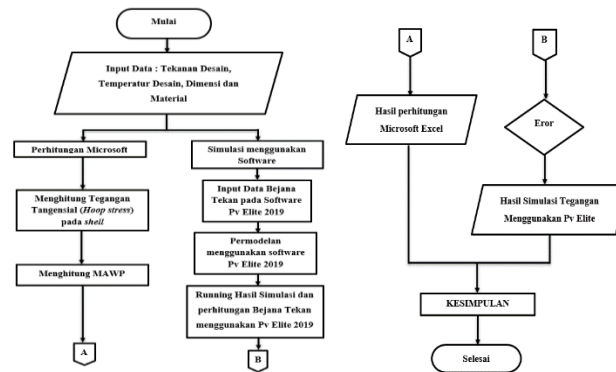 Mulai
Input Data : Tekanan Desain,
Temperatur Desain, Dimensi dan
Material
Perhitungan Microsoft
Menghitung Tegangan
Tangensial (Hoop stress)
pada shell
Menghitung MAWP
A
Simulasi menggunakan
Software
Input Data Bejana
Tekan pada Software
Pv Elite 2019
Permodelan
menggunakan software
Pv Elite 2019
Running Hasil Simulasi dan
perhitungan Bejana Tekan
menggunakan Pv Elite 2019
B
A
Hasil perhitungan
Microsoft Excel
B
Eror
Hasil Simulasi Tegangan
Menggunakan Pv Elite
KESIMPULAN
Selesai